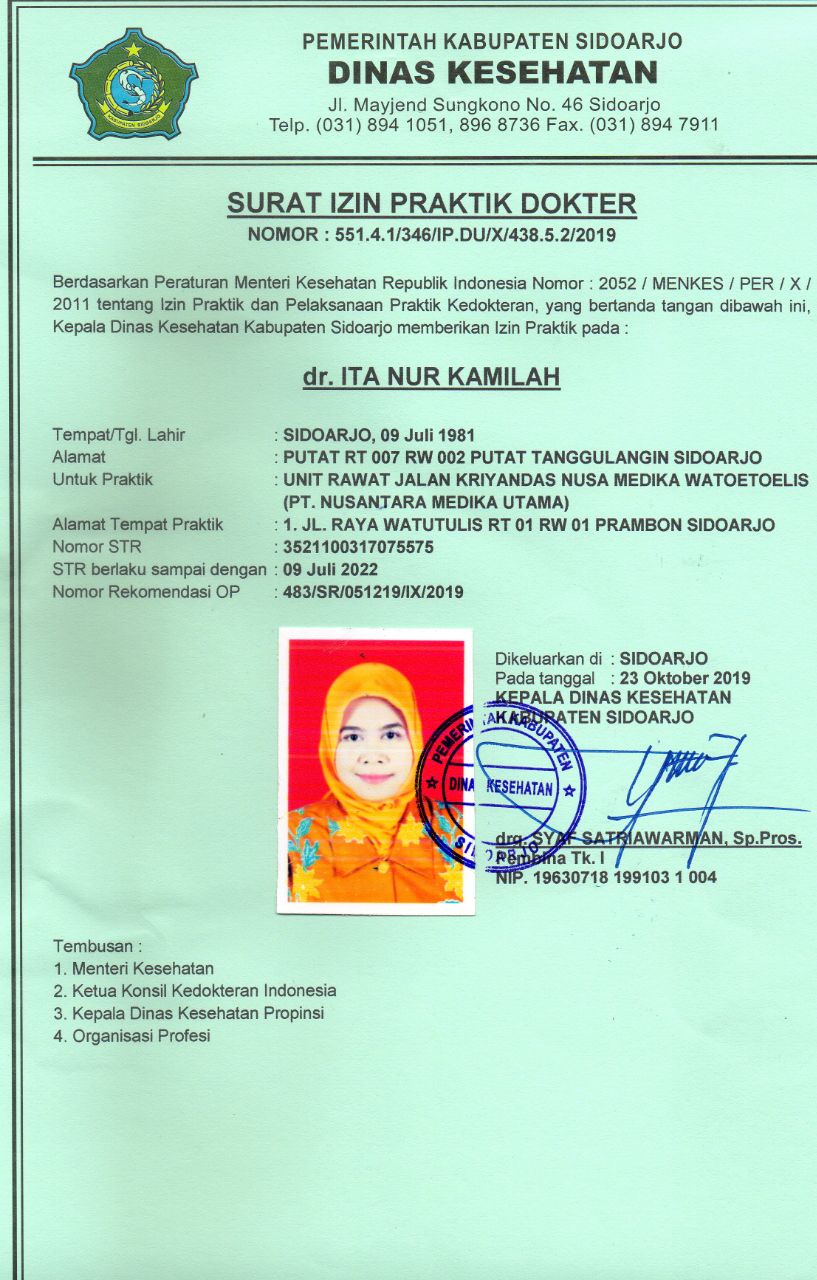 PEMERINTAH KABUPATEN SIDOARJO
DINAS KESEHATAN
Jl. Mayjend Sungkono No. 46 Sidoarjo
Telp. (031) 894 1051, 896 8736 Fax. (031) 894 7911
KABUPATEN SIDOARJO
SURAT IZIN PRAKTIK DOKTER
NOMOR : 551.4.1/346/IP.DU/X/438.5.2/2019
Berdasarkan Peraturan Menteri Kesehatan Republik Indonesia Nomor : 2052 / MENKES / PER / X /
2011 tentang Izin Praktik dan Pelaksanaan Praktik Kedokteran, yang bertanda tangan dibawah ini,
Kepala Dinas Kesehatan Kabupaten Sidoarjo memberikan Izin Praktik pada :
dr. ITA NUR KAMILAH
Tempat/Tgl. Lahir : SIDOARJO, 09 Juli 1981
Alamat : PUTAT RT 007 RW 002 PUTAT TANGGULANGIN SIDOARJO
Untuk Praktik : UNIT RAWAT JALAN KRIYANDAS NUSA MEDIKA WATOETOELIS
(PT. NUSANTARA MEDIKA UTAMA)
Alamat Tempat Praktik : 1. JL. RAYA WATUTULIS RT 01 RW 01 PRAMBON SIDOARJO
Nomor STR : 3521100317075575
STR berlaku sampai dengan : 09 Juli 2022
Nomor Rekomendasi OP : 483/SR/051219/IX/2019
Dikeluarkan di : SIDOARJO
Pada tanggal : 23 Oktober 2019
KEPALA DINAS KESEHATAN
KABUPATEN SIDOARJO
PEMERINTAH KABUPATEN
DINAS KESEHATAN
SIDOARJO
drg. SYAF SATRIAWARMAN, Sp.Pros.
Pembina Tk. I
NIP. 19630718 199103 1 004
Tembusan :
1. Menteri Kesehatan
2. Ketua Konsil Kedokteran Indonesia
3. Kepala Dinas Kesehatan Propinsi
4. Organisasi Profesi